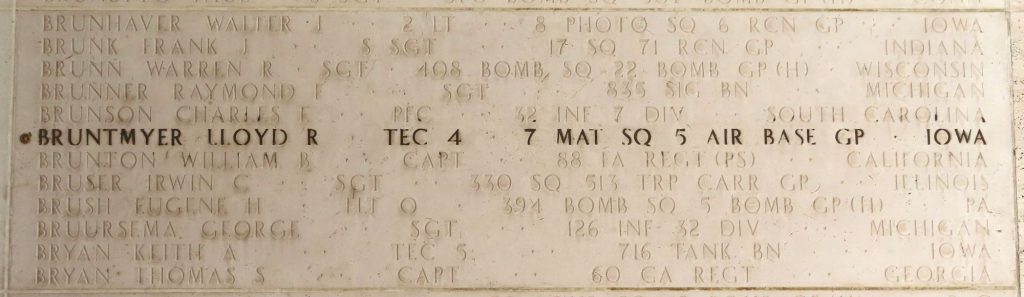 BRUNHAVER WALTER J · 2 LT · 8 PHOTO SQ 6 RCN GP · IOWA
BRUNK FRANK J · S SGT · 17 SQ 71 RCN GP · INDIANA
BRUNN WARREN R · SGT · 408 BOMB SQ 22 BOMB GP (H) · WISCONSIN
BRUNNER RAYMOND F · SGT · 835 SIG BN · MICHIGAN
BRUNSON CHARLES E · PFC · 32 INF 7 DIV · SOUTH CAROLINA
BRUNTMYER LLOYD R · TEC 4 · 7 MAT SQ 5 AIR BASE GP · IOWA
BRUNTON WILLIAM B · CAPT · 88 FA REGT (PS) · CALIFORNIA
BRUSER IRWIN C · SGT · 330 SQ 513 TRP CARR GP · ILLINOIS
BRUSH EUGENE H · FLT O · 394 BOMB SQ 5 BOMB GP (H) · PA
BRUURSEMA GEORGE · SGT · 126 INF 32 DIV · MICHIGAN
BRYAN KEITH A · TEC 5 · 716 TANK BN · IOWA
BRYAN THOMAS S · CAPT · 60 CA REGT · GEORGIA